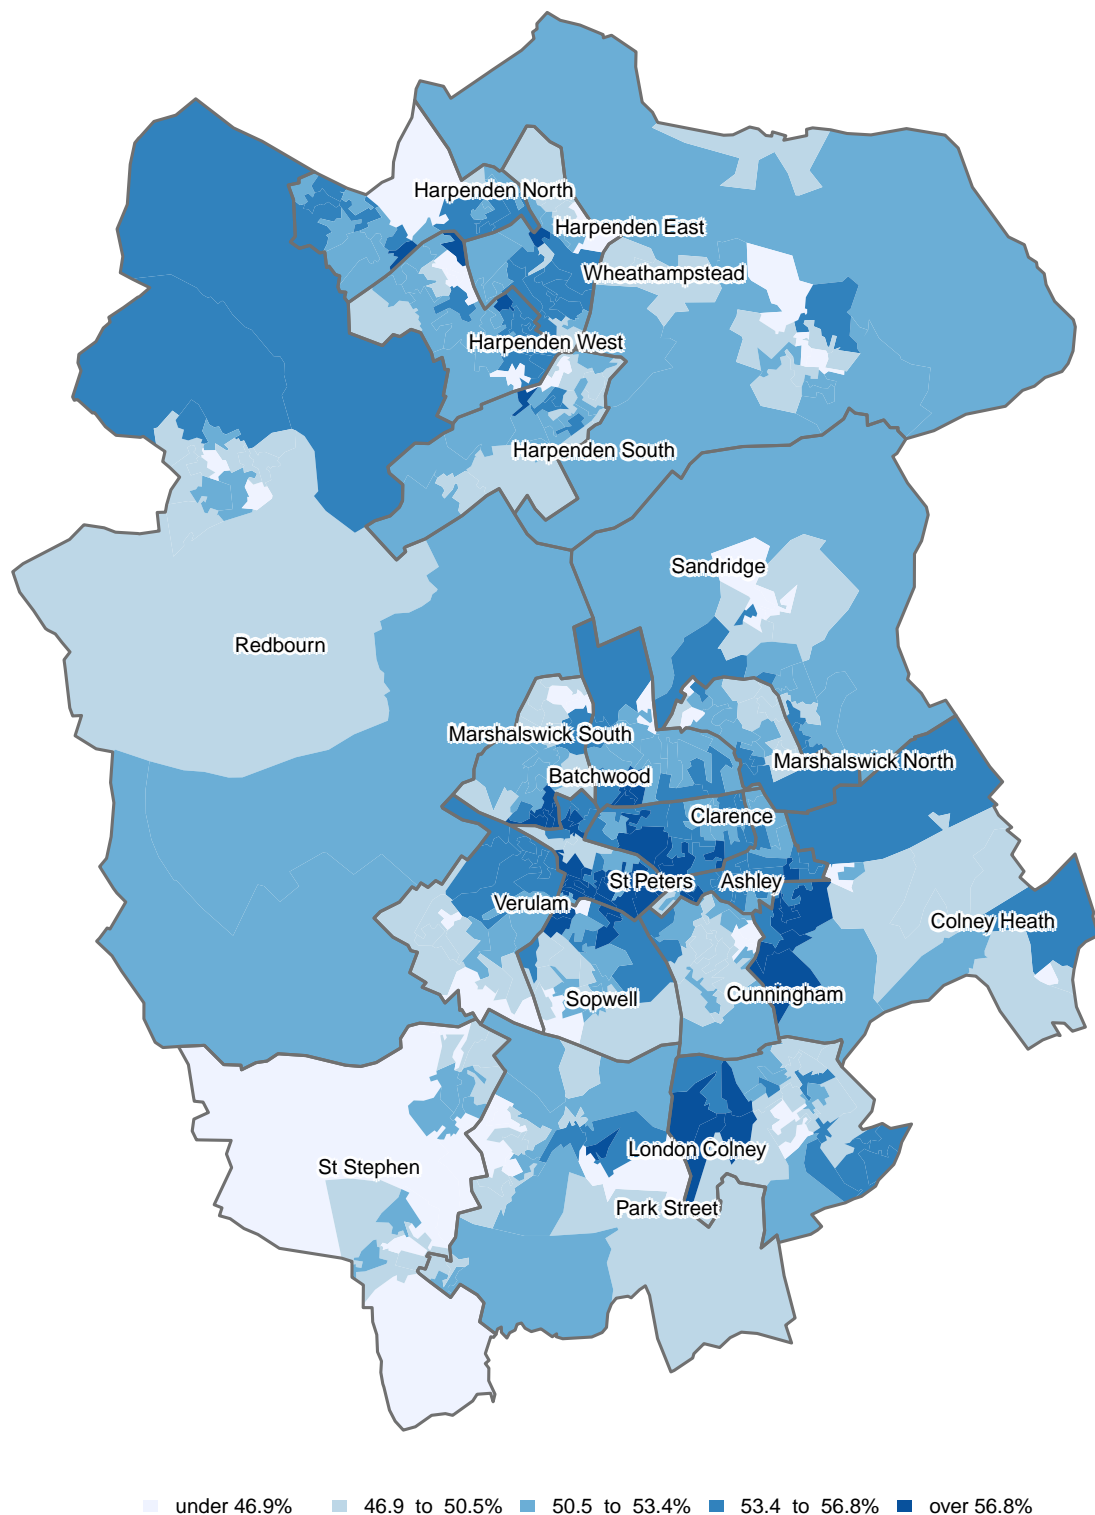 Harpenden North
Harpenden East
Wheathampstead
Harpenden West
Harpenden South
Sandridge
Redbourn
Marshalswick South
Marshalswick North
Batchwood
Clarence
St Peters
Ashley
Verulam
Colney Heath
Sopwell
Cunningham
London Colney
St Stephen
Park Street
under 46.9% 46.9 to 50.5% 50.5 to 53.4% 53.4 to 56.8% over 56.8%